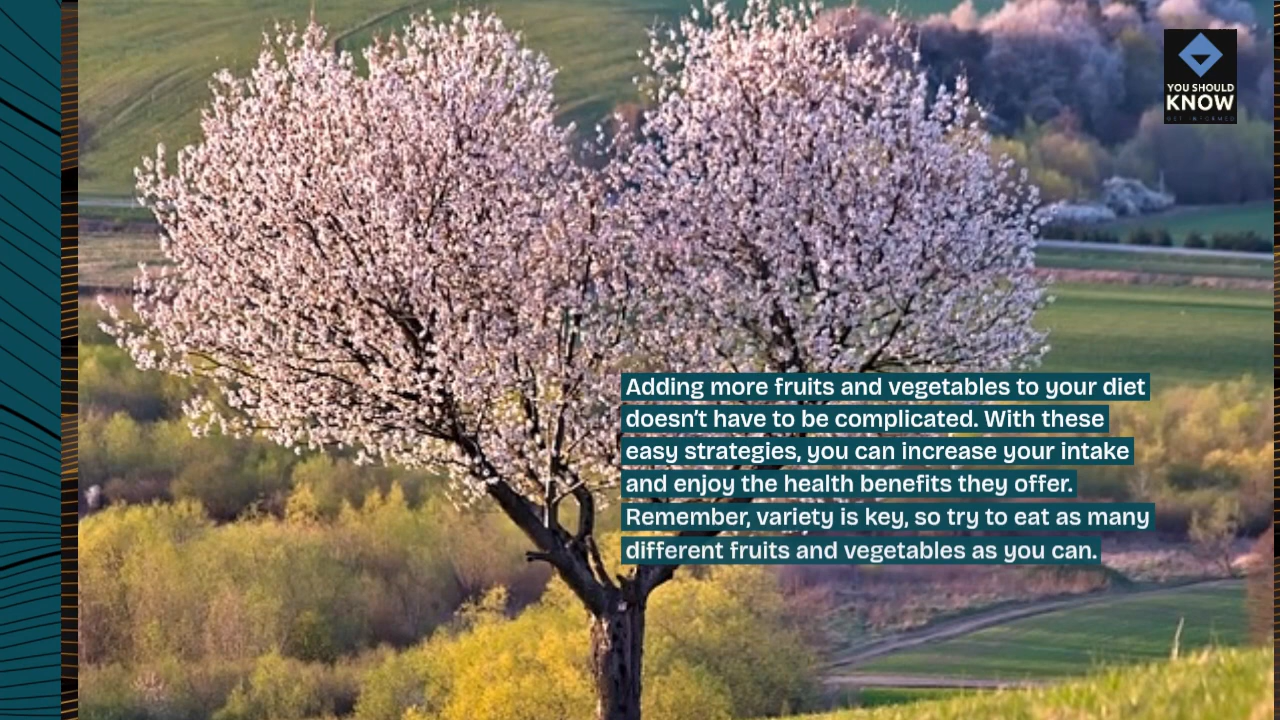 YOU SHOULD
KNOW
GET INFORMED
Adding more fruits and vegetables to your diet
doesn't have to be complicated. With these
easy strategies, you can increase your intake
and enjoy the health benefits they offer.
Remember, variety is key, so try to eat as many
different fruits and vegetables as you can.